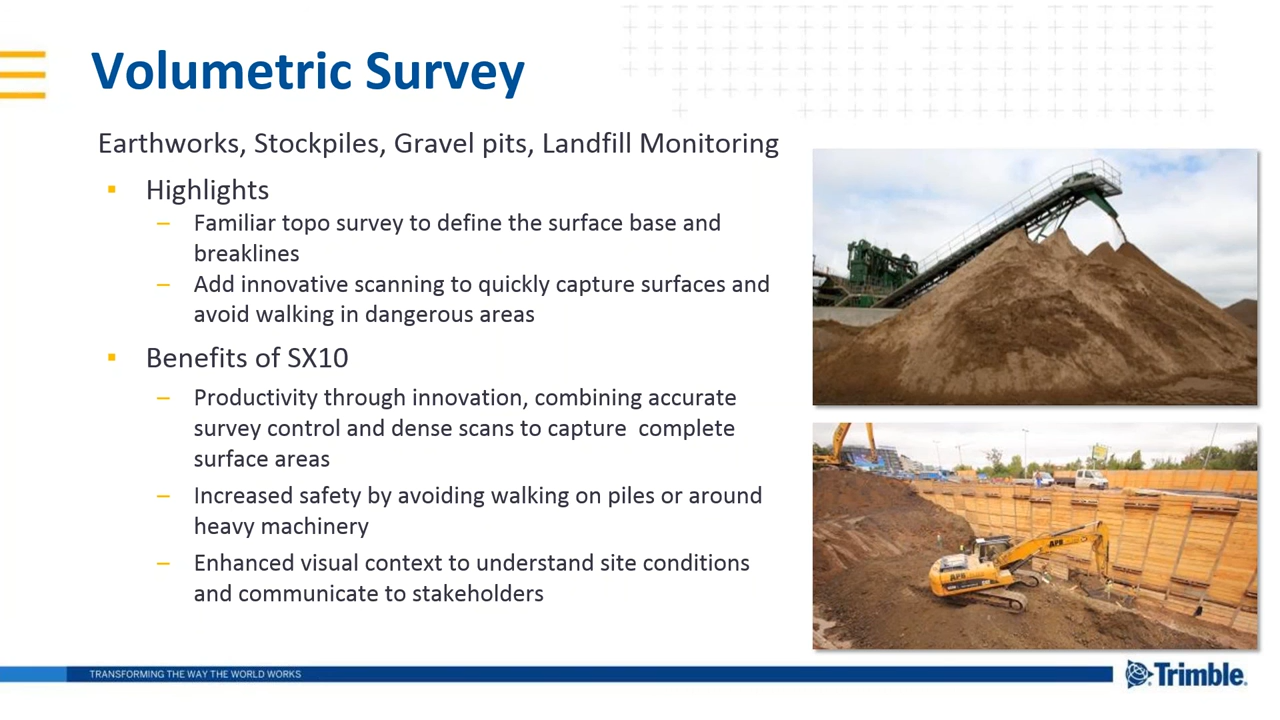 Volumetric Survey
Earthworks, Stockpiles, Gravel pits, Landfill Monitoring
▪ Highlights
– Familiar topo survey to define the surface base and
breaklines
– Add innovative scanning to quickly capture surfaces and
avoid walking in dangerous areas
▪ Benefits of SX10
– Productivity through innovation, combining accurate
survey control and dense scans to capture  complete
surface areas
– Increased safety by avoiding walking on piles or around
heavy machinery
– Enhanced visual context to understand site conditions
and communicate to stakeholders
TRANSFORMING THE WAY THE WORLD WORKS
Trimble.